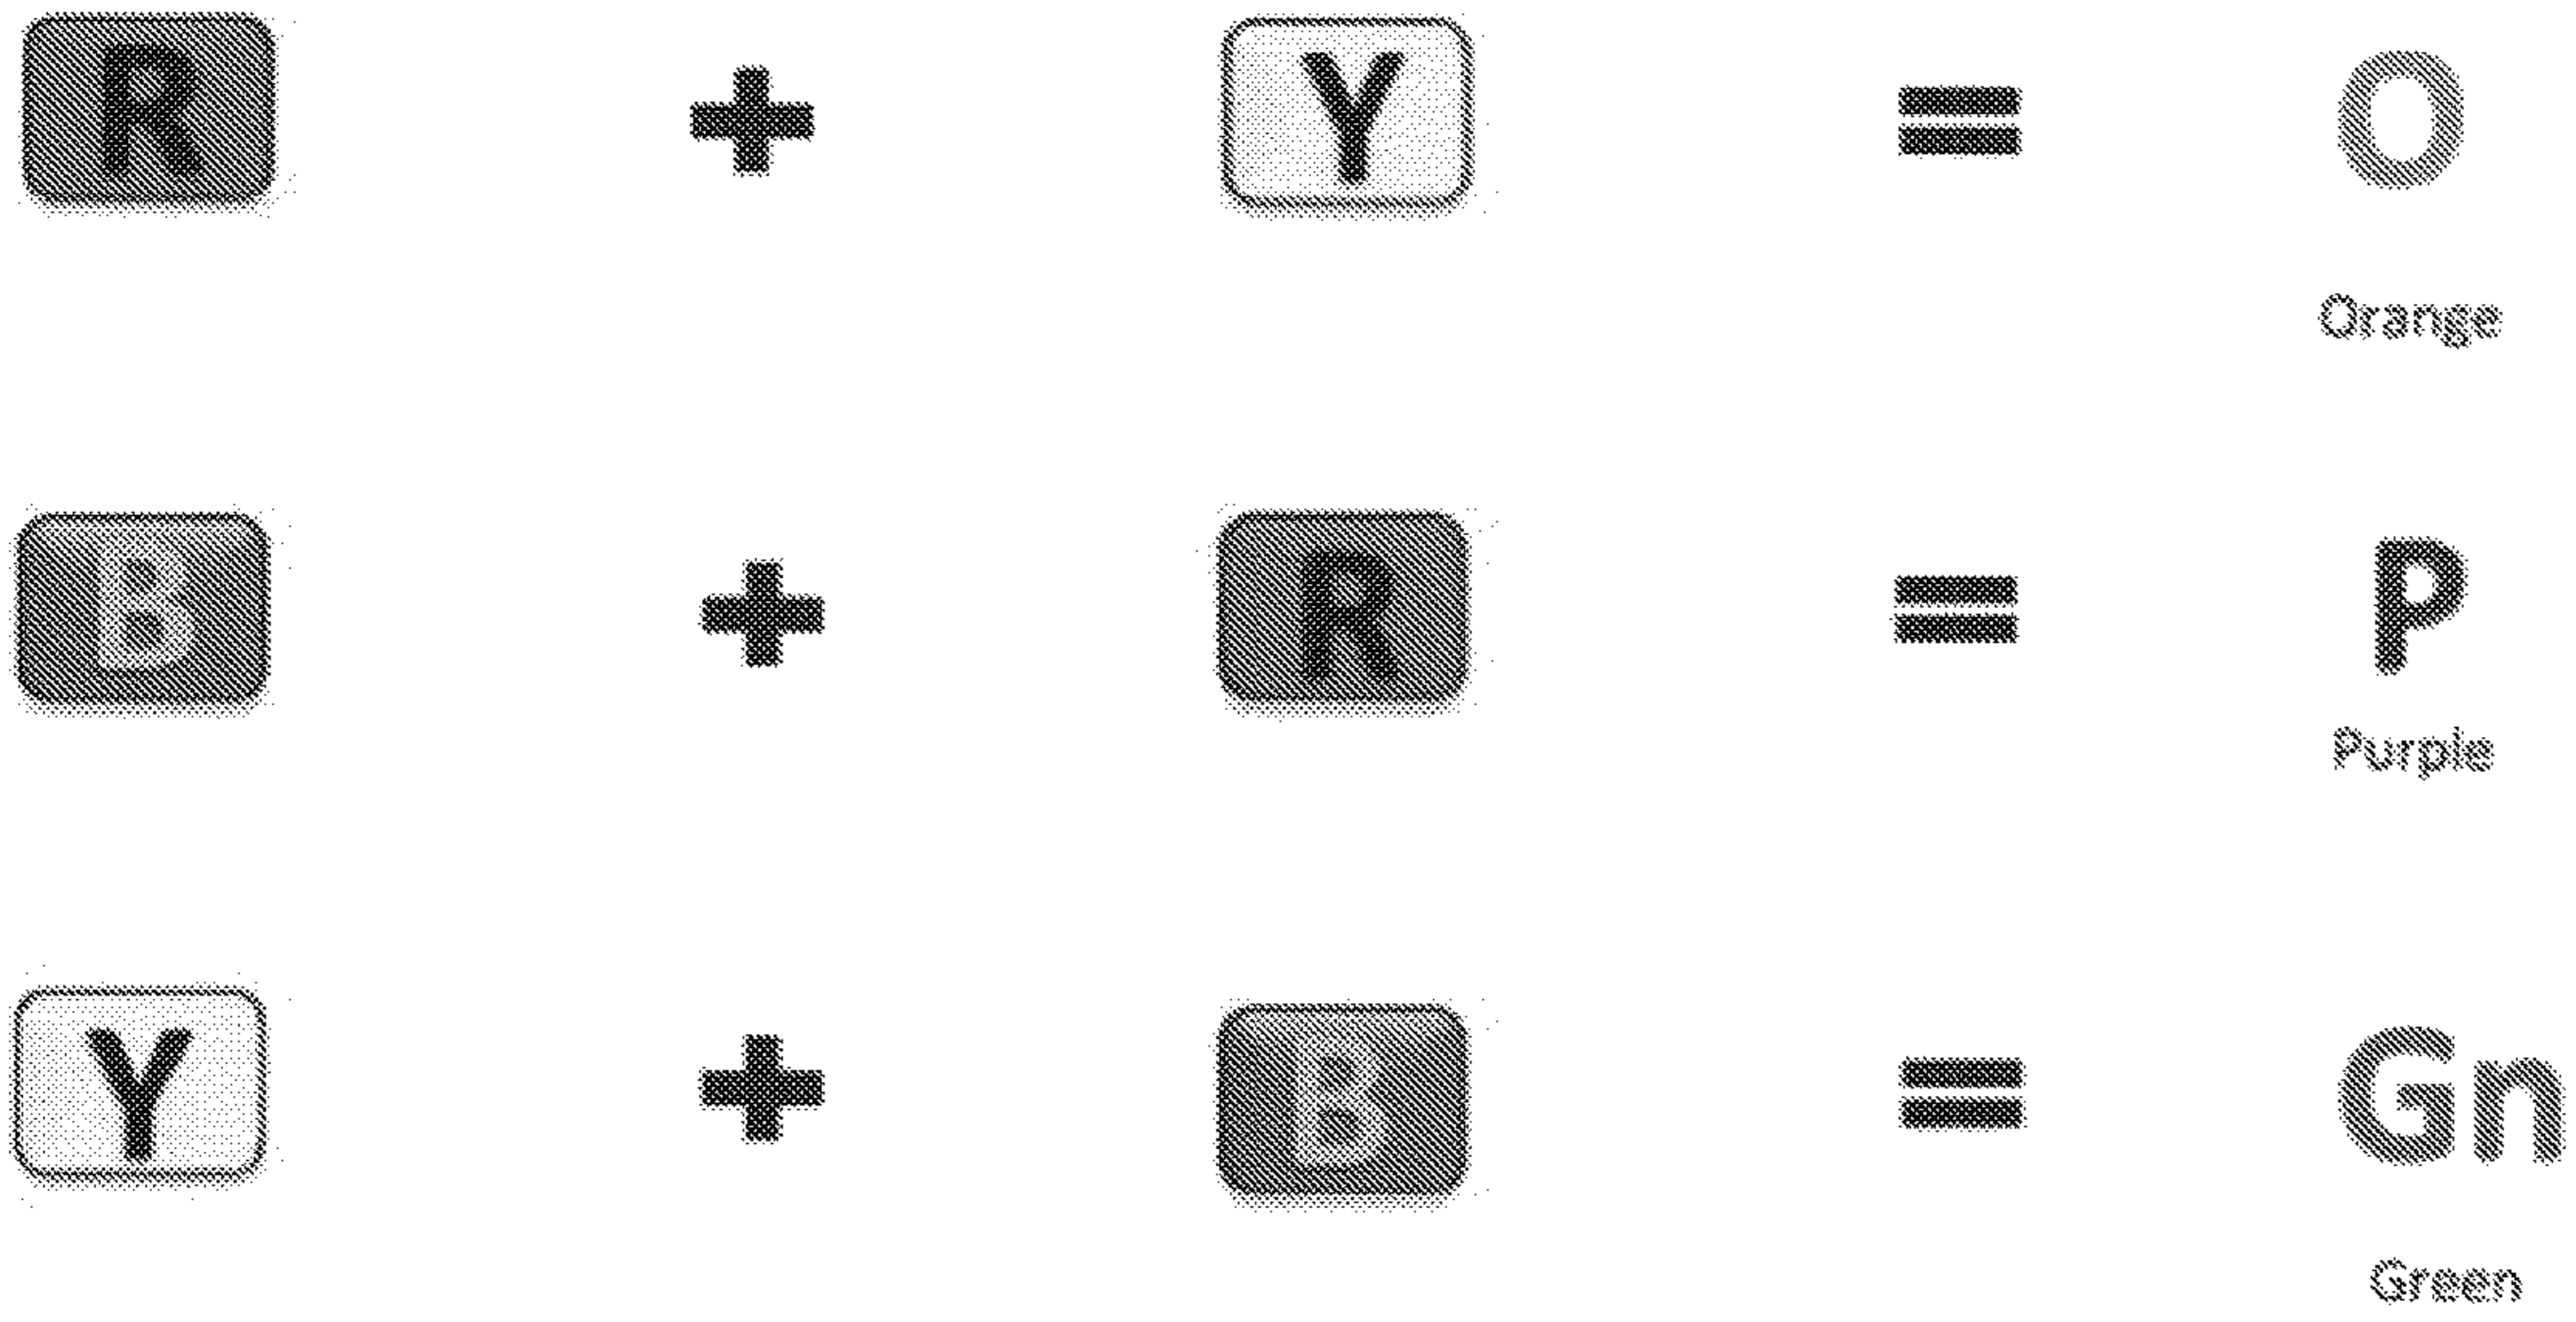 R + Y = O
Orange
B + R = P
Purple
Y + B = Gn
Green